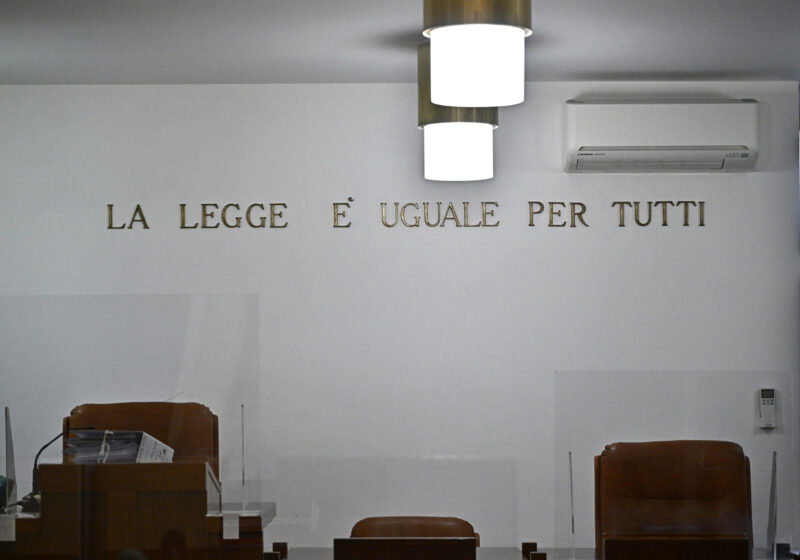 LA LEGGE E' UGUALE PER TUTTI